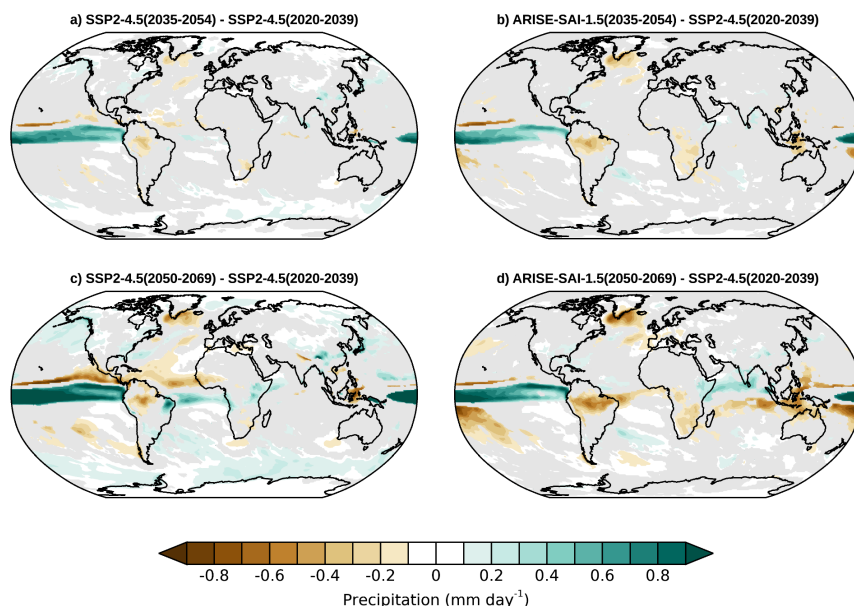 a) SSP2-4.5(2035-2054) - SSP2-4.5(2020-2039)
b) ARISE-SAI-1.5(2035-2054) - SSP2-4.5(2020-2039)
c) SSP2-4.5(2050-2069) - SSP2-4.5(2020-2039)
d) ARISE-SAI-1.5(2050-2069) - SSP2-4.5(2020-2039)
-0.8 -0.6 -0.4 -0.2 0 0.2 0.4 0.6 0.8
Precipitation (mm day⁻¹)